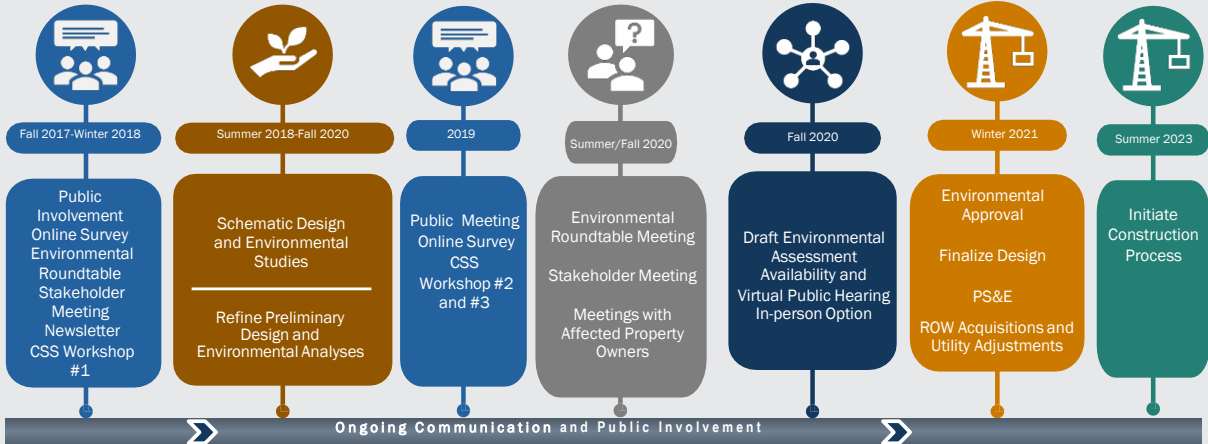 Fall 2017-Winter 2018
Public
Involvement
Online Survey
Environmental
Roundtable
Stakeholder
Meeting
Newsletter
CSS Workshop
#1
Summer 2018-Fall 2020
Schematic Design
and Environmental
Studies
Refine Preliminary
Design and
Environmental Analyses
2019
Public Meeting
Online Survey
CSS
Workshop #2
and #3
?
Summer/Fall 2020
Environmental
Roundtable Meeting
Stakeholder Meeting
Meetings with
Affected Property
Owners
Fall 2020
Draft Environmental
Assessment
Availability and
Virtual Public Hearing
In-person Option
Winter 2021
Environmental
Approval
Finalize Design
PS&E
ROW Acquisitions and
Utility Adjustments
Summer 2023
Initiate
Construction
Process
Ongoing Communication and Public Involvement